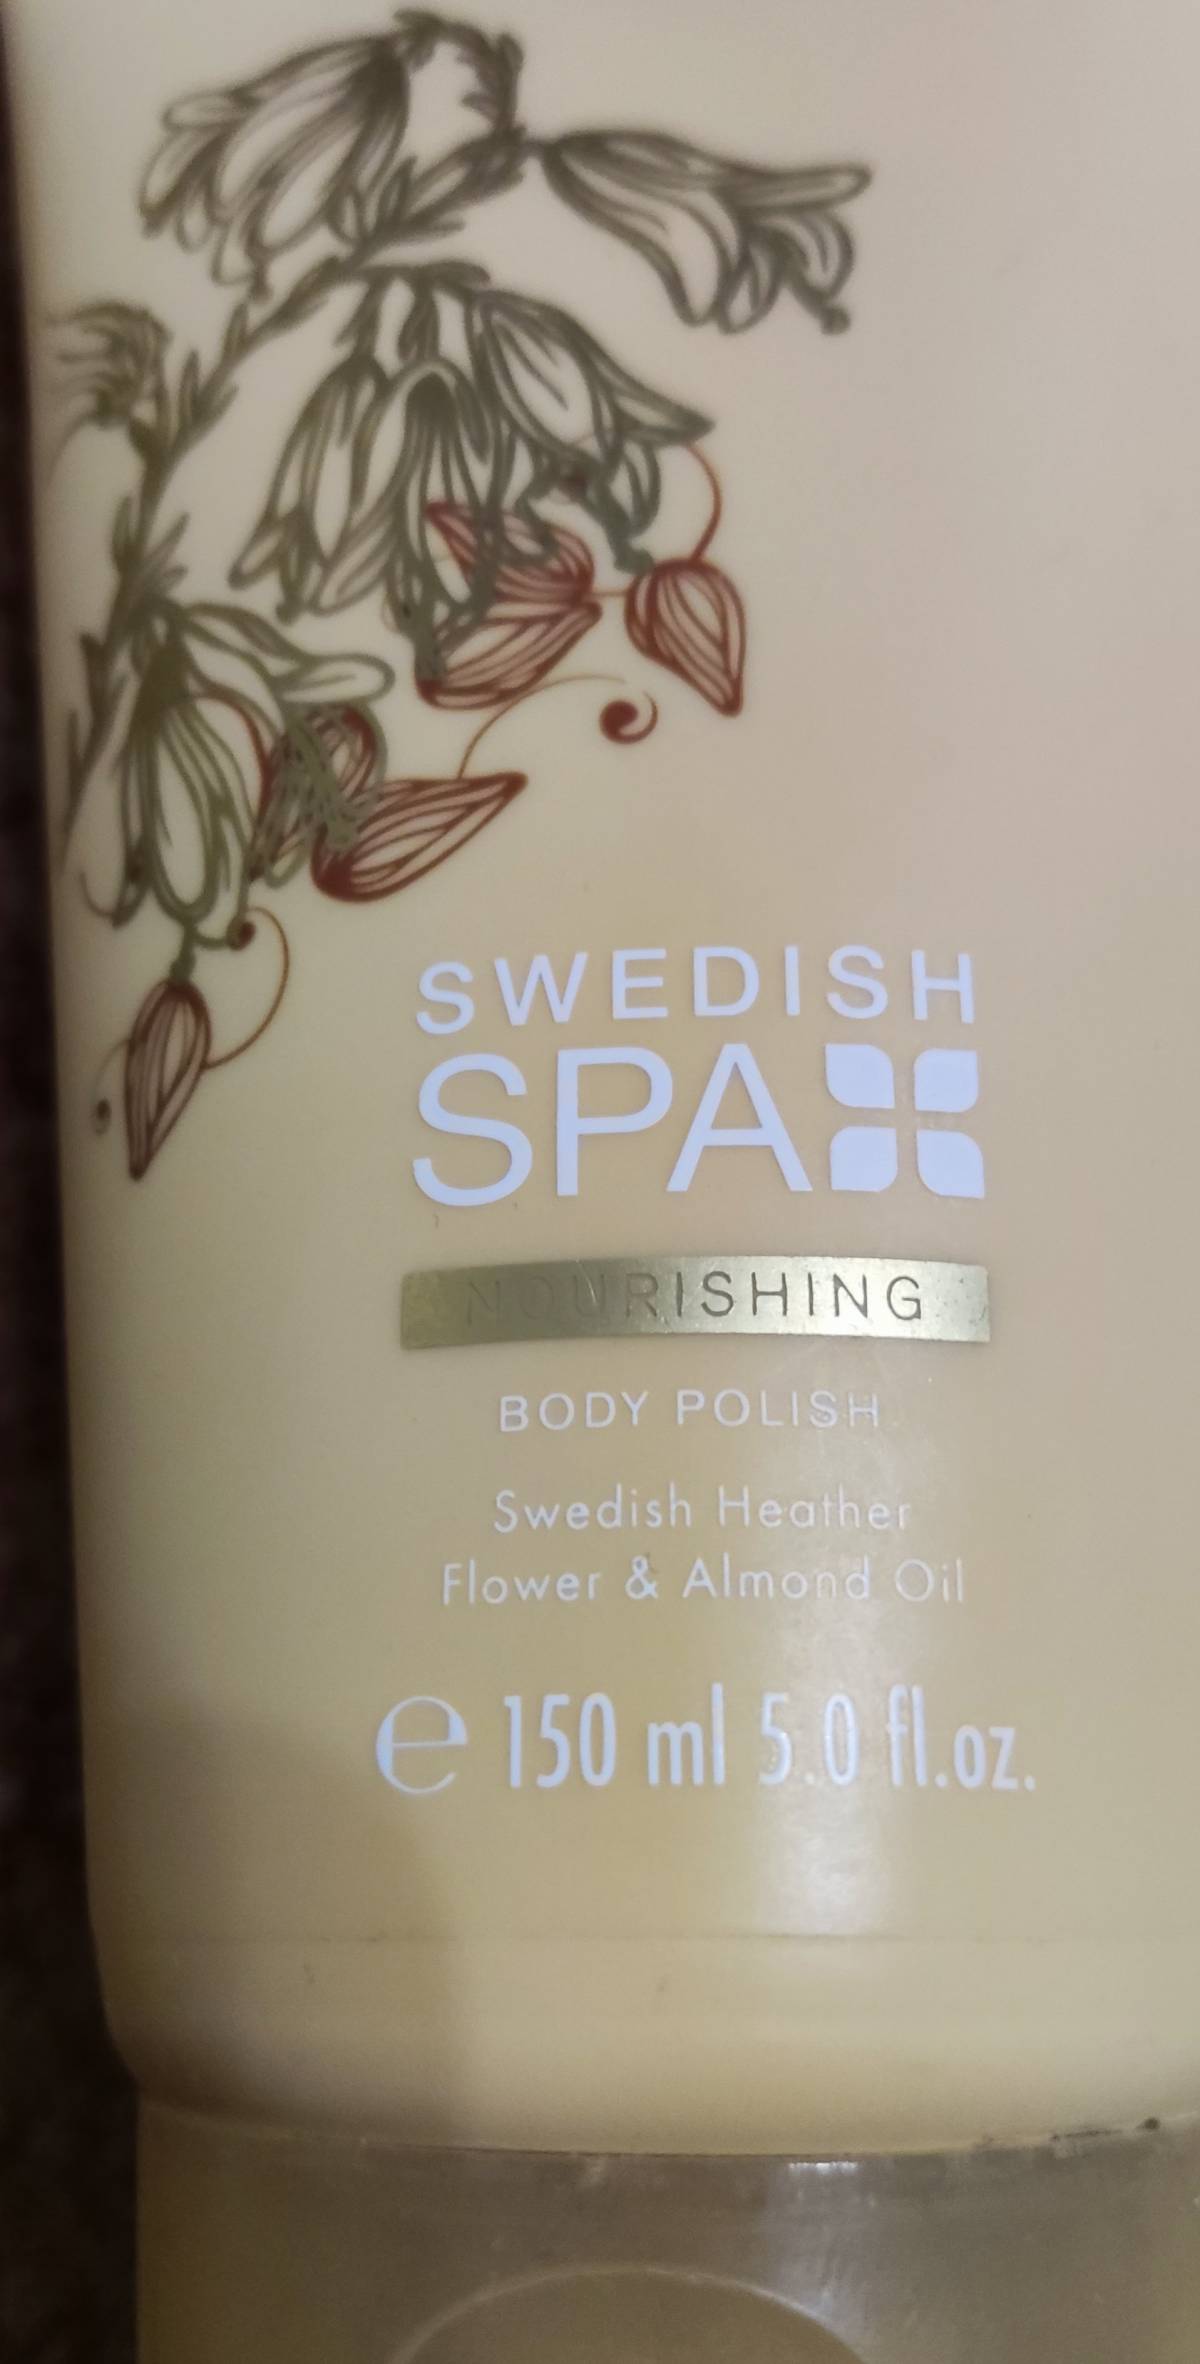 SWEDISH
SPA
NOURISHING
BODY POLISH
Swedish Heather
Flower & Almond Oil
℮ 150 ml 5.0 fl.oz.